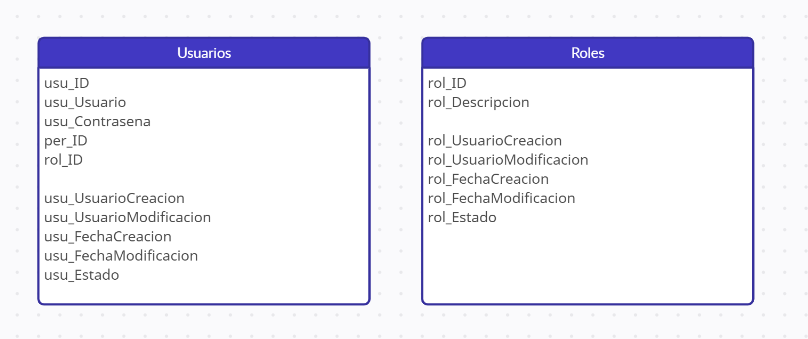 Usuarios
usu_ID
usu_Usuario
usu_Contrasena
per_ID
rol_ID
usu_UsuarioCreacion
usu_UsuarioModificacion
usu_FechaCreacion
usu_FechaModificacion
usu_Estado
Roles
rol_ID
rol_Descripcion
rol_UsuarioCreacion
rol_UsuarioModificacion
rol_FechaCreacion
rol_FechaModificacion
rol_Estado